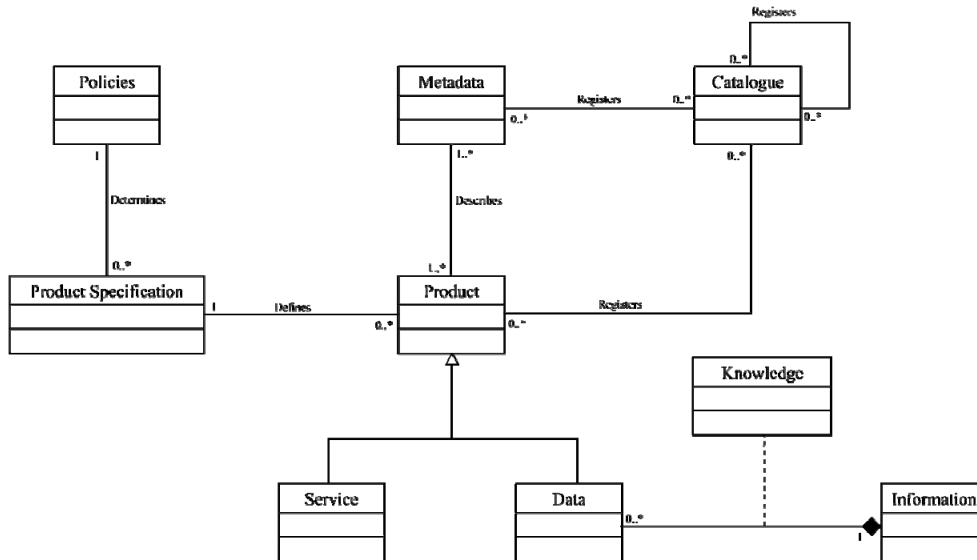 Registers
0..*
Policies
Metadata
Catalogue
Registers
0..*
0..*
0..*
1
1..*
0..*
Determines
Describes
0..*
1..*
Product Specification
Product
1
Defines
0..*
0..*
Registers
Knowledge
Service
Data
Information
0..*
1